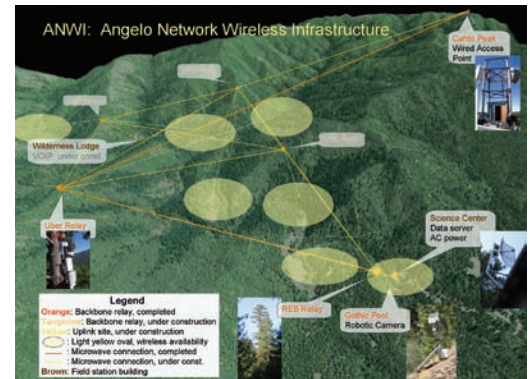 ANWI: Angelo Network Wireless Infrastructure
Cahto Peak
Wired Access
Point
Wilderness Lodge
VOIP: under const.
Uber Relay
Science Center
Data server
AC power
REB Relay
Gothic Pool
Robotic Camera
Legend
Orange: Backbone relay, completed
Tangerine: Backbone relay, under construction
: Uplink site, under construction
: Light yellow oval, wireless availability
: Microwave connection, completed
: Microwave connection, under const.
Brown: Field station building